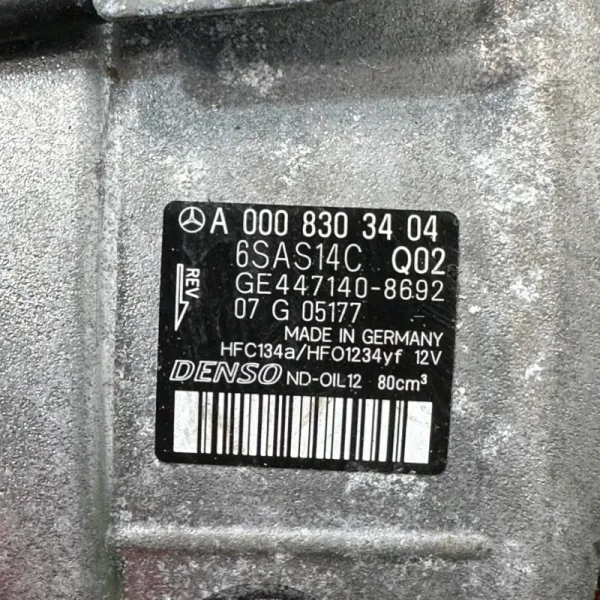 A 000 830 34 04
6SAS14C Q02
GE447140-8692
REV
07 G 05177
MADE IN GERMANY
HFC134a/HFO1234yf 12V
DENSO ND-OIL12 80cm³